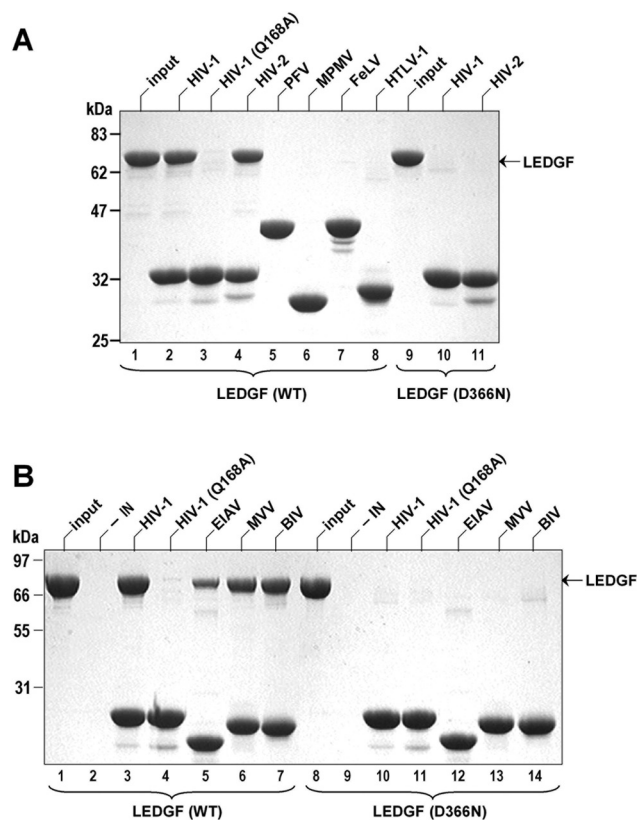 A
input HIV-1 HIV-1 (Q168A) HIV-2 PFV MPMV FeLV HTLV-1 input HIV-1 HIV-2
kDa
83
62
← LEDGF
47
32
25
1 2 3 4 5 6 7 8 9 10 11
LEDGF (WT) LEDGF (D366N)
B
input – IN HIV-1 HIV-1 (Q168A) EIAV MVV BIV input – IN HIV-1 HIV-1 (Q168A) EIAV MVV BIV
kDa
97
← LEDGF
66
55
31
1 2 3 4 5 6 7 8 9 10 11 12 13 14
LEDGF (WT) LEDGF (D366N)